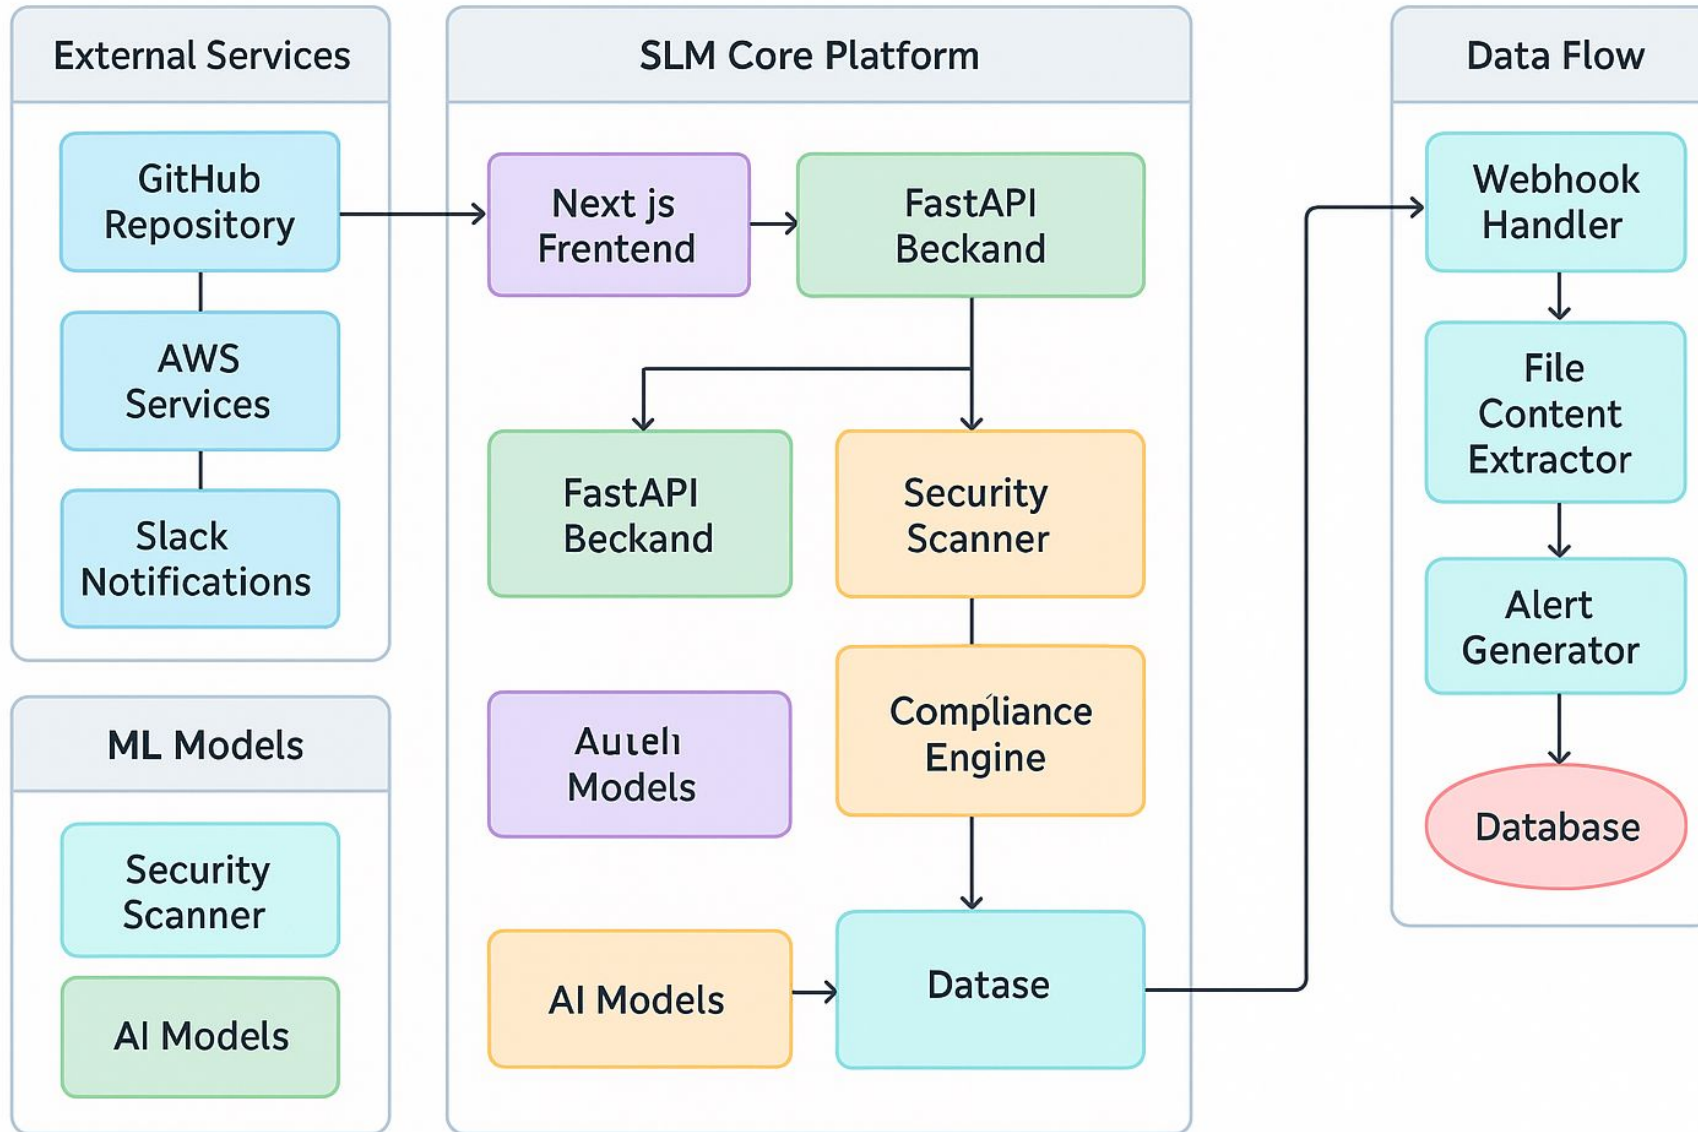 External Services
GitHub
Repository
AWS
Services
Slack
Notifications
ML Models
Security
Scanner
AI Models
SLM Core Platform
Next js
Frentend
FastAPI
Beckand
FastAPI
Beckand
Security
Scanner
Models
Compliance
Engine
AI Models
Datase
Data Flow
Webhook
Handler
File
Content
Extractor
Alert
Generator
Database